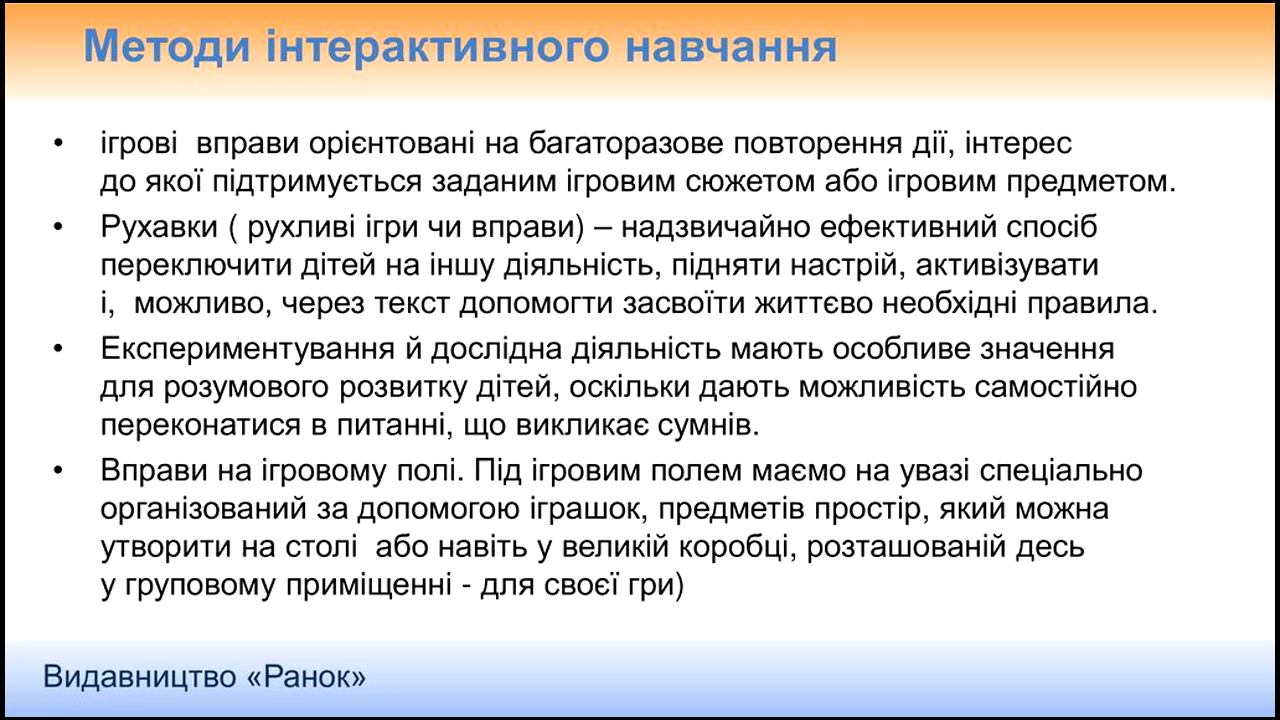 Методи інтерактивного навчання
• ігрові  вправи орієнтовані на багаторазове повторення дії, інтерес
до якої підтримується заданим ігровим сюжетом або ігровим предметом.
• Рухавки ( рухливі ігри чи вправи) – надзвичайно ефективний спосіб
переключити дітей на іншу діяльність, підняти настрій, активізувати
і,  можливо, через текст допомогти засвоїти життєво необхідні правила.
• Експериментування й дослідна діяльність мають особливе значення
для розумового розвитку дітей, оскільки дають можливість самостійно
переконатися в питанні, що викликає сумнів.
• Вправи на ігровому полі. Під ігровим полем маємо на увазі спеціально
організований за допомогою іграшок, предметів простір, який можна
утворити на столі  або навіть у великій коробці, розташованій десь
у груповому приміщенні - для своєї гри)
Видавництво «Ранок»